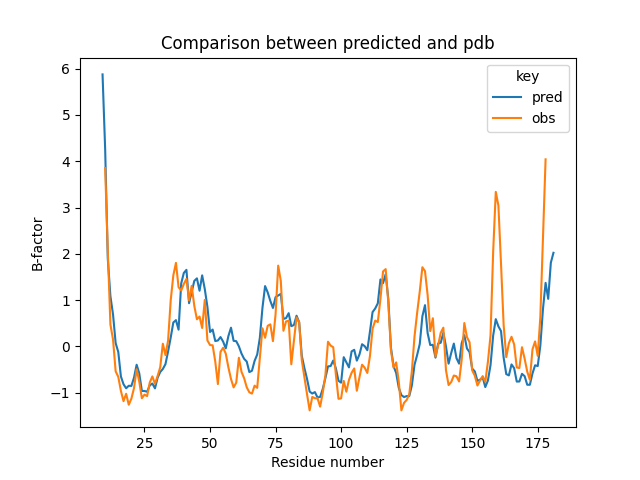 Comparison between predicted and pdb
key
pred
obs
B-factor
6
5
4
3
2
1
0
−1
25
50
75
100
125
150
175
Residue number